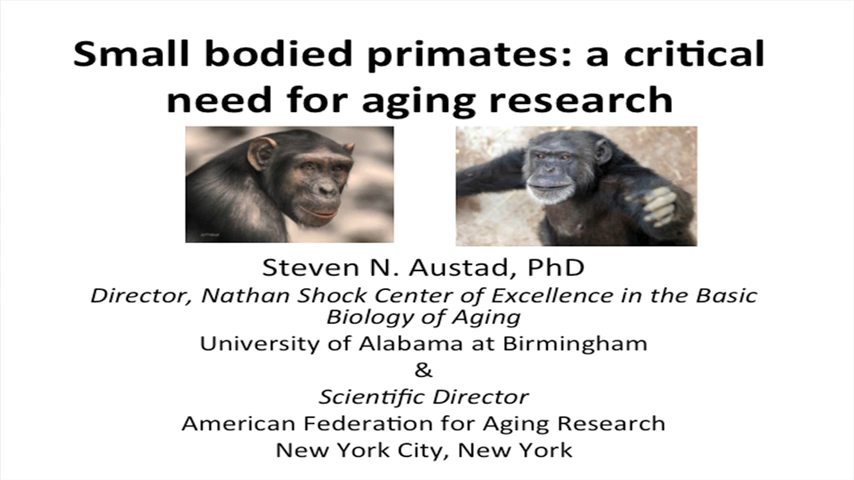 Small bodied primates: a critical
need for aging research
Steven N. Austad, PhD
Director, Nathan Shock Center of Excellence in the Basic
Biology of Aging
University of Alabama at Birmingham
&
Scientific Director
American Federation for Aging Research
New York City, New York